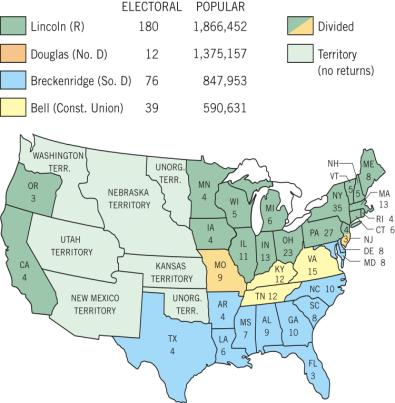 ELECTORAL POPULAR
Lincoln (R) 180 1,866,452
Douglas (No. D) 12 1,375,157
Breckenridge (So. D) 76 847,953
Bell (Const. Union) 39 590,631
Divided
Territory
(no returns)
WASHINGTON
TERR.
OR
3
CA
4
UTAH
TERRITORY
NEW MEXICO
TERRITORY
NEBRASKA
TERRITORY
UNORG.
TERR.
KANSAS
TERRITORY
UNORG.
TERR.
TX
4
MN
4
IA
4
MO
9
AR
4
LA
6
WI
5
IL
11
MI
6
IN
13
OH
23
KY
12
TN 12
MS
7
AL
9
GA
10
FL
3
SC
8
NC 10
VA
15
PA 27
NY
35
NH
VT
5
5
ME
8
MA
13
RI 4
CT 6
4
3
NJ
DE 8
MD 8